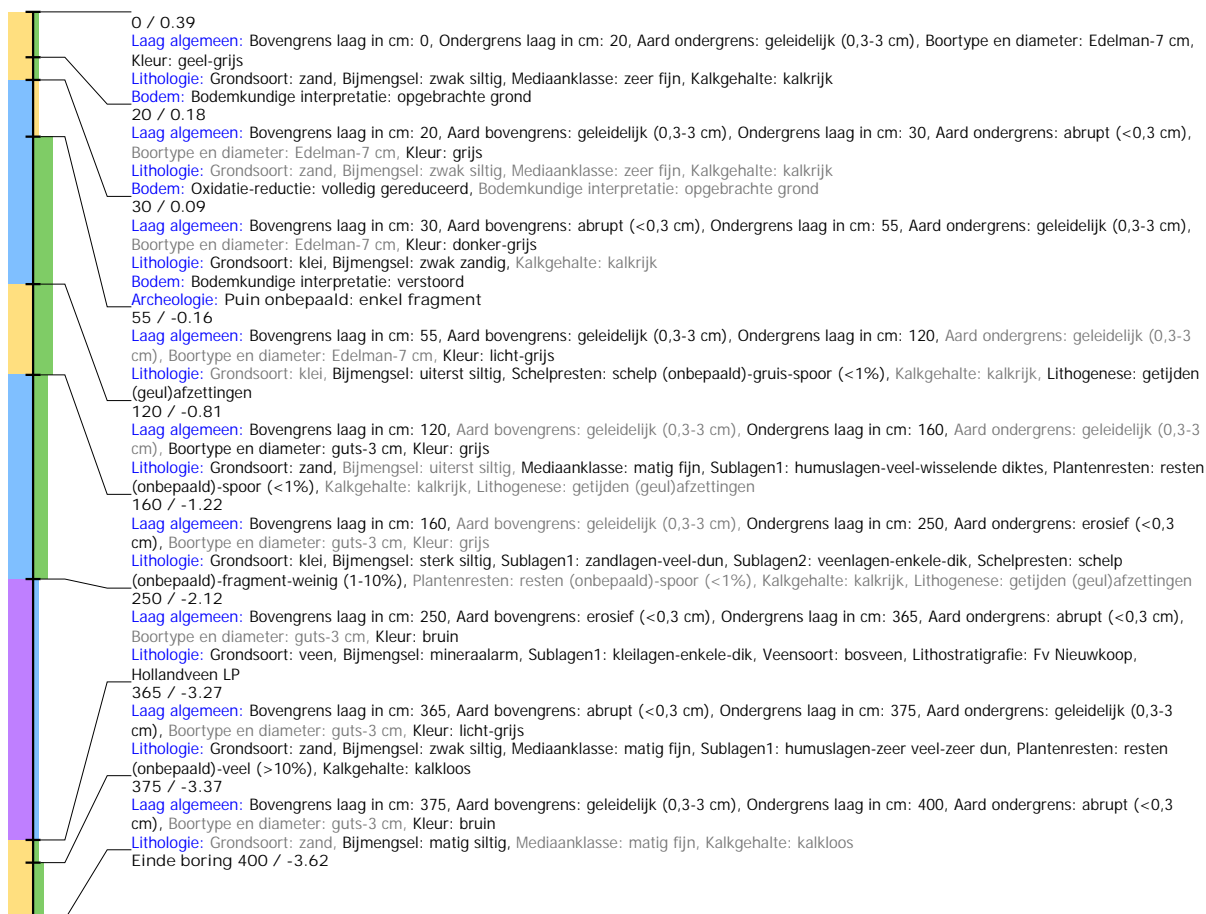 0 / 0.39
Laag algemeen: Bovengrens laag in cm: 0, Ondergrens laag in cm: 20, Aard ondergrens: geleidelijk (0,3-3 cm), Boortype en diameter: Edelman-7 cm,
Kleur: geel-grijs
Lithologie: Grondsoort: zand, Bijmengsel: zwak siltig, Mediaanklasse: zeer fijn, Kalkgehalte: kalkrijk
Bodem: Bodemkundige interpretatie: opgebrachte grond
20 / 0.18
Laag algemeen: Bovengrens laag in cm: 20, Aard bovengrens: geleidelijk (0,3-3 cm), Ondergrens laag in cm: 30, Aard ondergrens: abrupt (<0,3 cm),
Boortype en diameter: Edelman-7 cm, Kleur: grijs
Lithologie: Grondsoort: zand, Bijmengsel: zwak siltig, Mediaanklasse: zeer fijn, Kalkgehalte: kalkrijk
Bodem: Oxidatie-reductie: volledig gereduceerd, Bodemkundige interpretatie: opgebrachte grond
30 / 0.09
Laag algemeen: Bovengrens laag in cm: 30, Aard bovengrens: abrupt (<0,3 cm), Ondergrens laag in cm: 55, Aard ondergrens: geleidelijk (0,3-3 cm),
Boortype en diameter: Edelman-7 cm, Kleur: donker-grijs
Lithologie: Grondsoort: klei, Bijmengsel: zwak zandig, Kalkgehalte: kalkrijk
Bodem: Bodemkundige interpretatie: verstoord
Archeologie: Puin onbepaald: enkel fragment
55 / -0.16
Laag algemeen: Bovengrens laag in cm: 55, Aard bovengrens: geleidelijk (0,3-3 cm), Ondergrens laag in cm: 120, Aard ondergrens: geleidelijk (0,3-3
cm), Boortype en diameter: Edelman-7 cm, Kleur: licht-grijs
Lithologie: Grondsoort: klei, Bijmengsel: uiterst siltig, Schelpresten: schelp (onbepaald)-gruis-spoor (<1%), Kalkgehalte: kalkrijk, Lithogenese: getijden
(geul)afzettingen
120 / -0.81
Laag algemeen: Bovengrens laag in cm: 120, Aard bovengrens: geleidelijk (0,3-3 cm), Ondergrens laag in cm: 160, Aard ondergrens: geleidelijk (0,3-3
cm), Boortype en diameter: guts-3 cm, Kleur: grijs
Lithologie: Grondsoort: zand, Bijmengsel: uiterst siltig, Mediaanklasse: matig fijn, Sublagen1: humuslagen-veel-wisselende diktes, Plantenresten: resten
(onbepaald)-spoor (<1%), Kalkgehalte: kalkrijk, Lithogenese: getijden (geul)afzettingen
160 / -1.22
Laag algemeen: Bovengrens laag in cm: 160, Aard bovengrens: geleidelijk (0,3-3 cm), Ondergrens laag in cm: 250, Aard ondergrens: erosief (<0,3
cm), Boortype en diameter: guts-3 cm, Kleur: grijs
Lithologie: Grondsoort: klei, Bijmengsel: sterk siltig, Sublagen1: zandlagen-veel-dun, Sublagen2: veenlagen-enkele-dik, Schelpresten: schelp
(onbepaald)-fragment-weinig (1-10%), Plantenresten: resten (onbepaald)-spoor (<1%), Kalkgehalte: kalkrijk, Lithogenese: getijden (geul)afzettingen
250 / -2.12
Laag algemeen: Bovengrens laag in cm: 250, Aard bovengrens: erosief (<0,3 cm), Ondergrens laag in cm: 365, Aard ondergrens: abrupt (<0,3 cm),
Boortype en diameter: guts-3 cm, Kleur: bruin
Lithologie: Grondsoort: veen, Bijmengsel: mineraalarm, Sublagen1: kleilagen-enkele-dik, Veensoort: bosveen, Lithostratigrafie: Fv Nieuwkoop,
Hollandveen LP
365 / -3.27
Laag algemeen: Bovengrens laag in cm: 365, Aard bovengrens: abrupt (<0,3 cm), Ondergrens laag in cm: 375, Aard ondergrens: geleidelijk (0,3-3
cm), Boortype en diameter: guts-3 cm, Kleur: licht-grijs
Lithologie: Grondsoort: zand, Bijmengsel: zwak siltig, Mediaanklasse: matig fijn, Sublagen1: humuslagen-zeer veel-zeer dun, Plantenresten: resten
(onbepaald)-veel (>10%), Kalkgehalte: kalkloos
375 / -3.37
Laag algemeen: Bovengrens laag in cm: 375, Aard bovengrens: geleidelijk (0,3-3 cm), Ondergrens laag in cm: 400, Aard ondergrens: abrupt (<0,3
cm), Boortype en diameter: guts-3 cm, Kleur: bruin
Lithologie: Grondsoort: zand, Bijmengsel: matig siltig, Mediaanklasse: matig fijn, Kalkgehalte: kalkloos
Einde boring 400 / -3.62